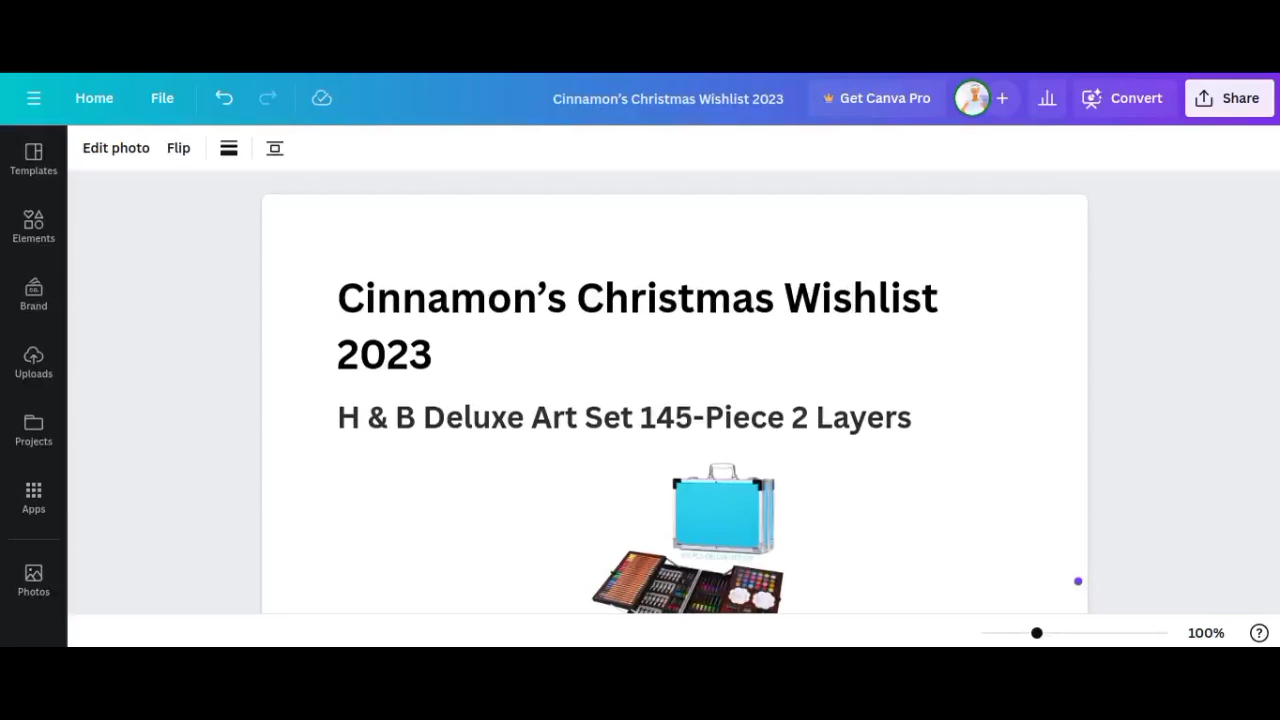 Home File Cinnamon's Christmas Wishlist 2023 Get Canva Pro Convert Share
Edit photo Flip
Templates
Elements
Brand
Uploads
Projects
Apps
Photos
Cinnamon's Christmas Wishlist
2023
H & B Deluxe Art Set 145-Piece 2 Layers
100%